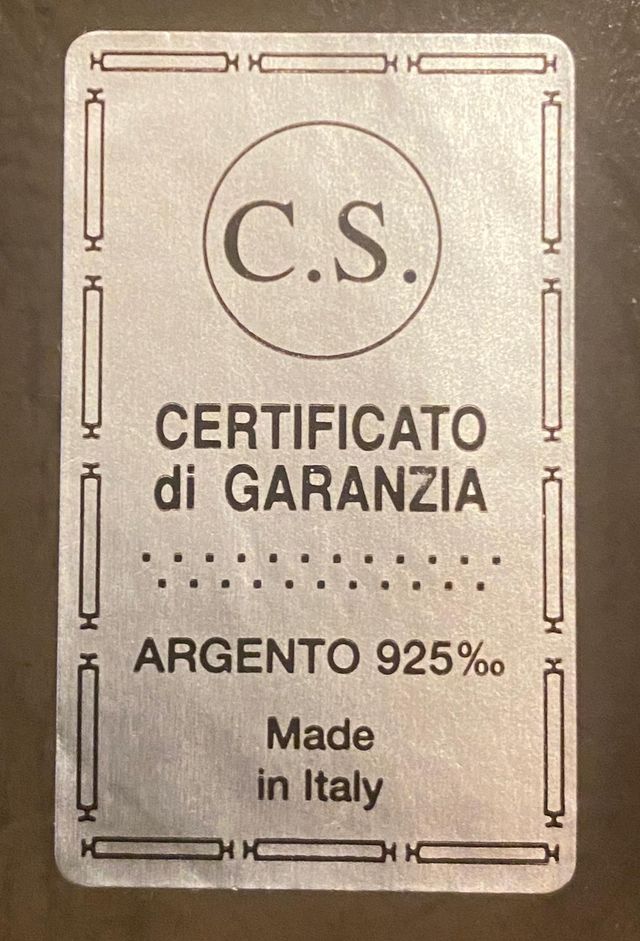 C.S.
CERTIFICATO
di GARANZIA
ARGENTO 925‰
Made
in Italy